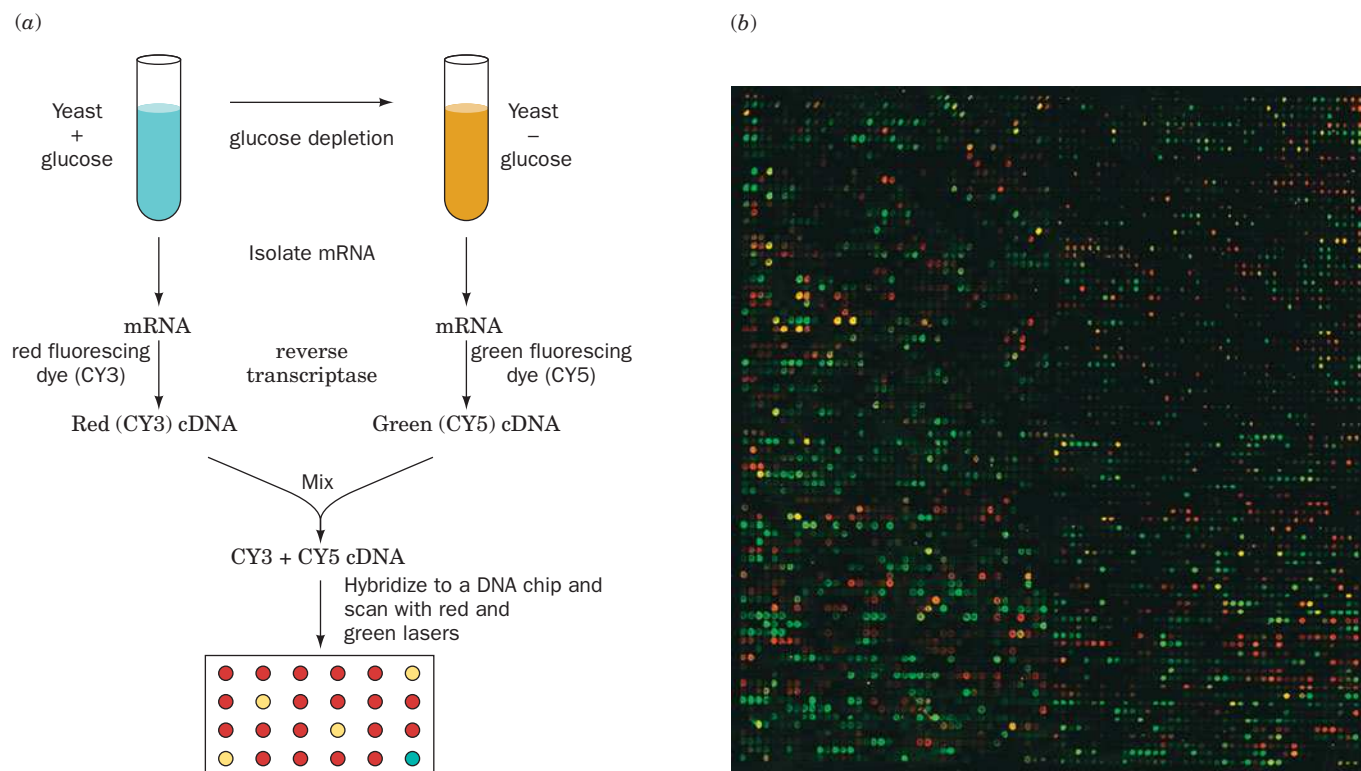 (a)
(b)
Yeast
+
glucose
glucose depletion
Yeast
−
glucose
Isolate mRNA
mRNA
mRNA
red fluorescing
dye (CY3)
reverse
transcriptase
green fluorescing
dye (CY5)
Red (CY3) cDNA
Green (CY5) cDNA
Mix
CY3 + CY5 cDNA
Hybridize to a DNA chip and
scan with red and
green lasers